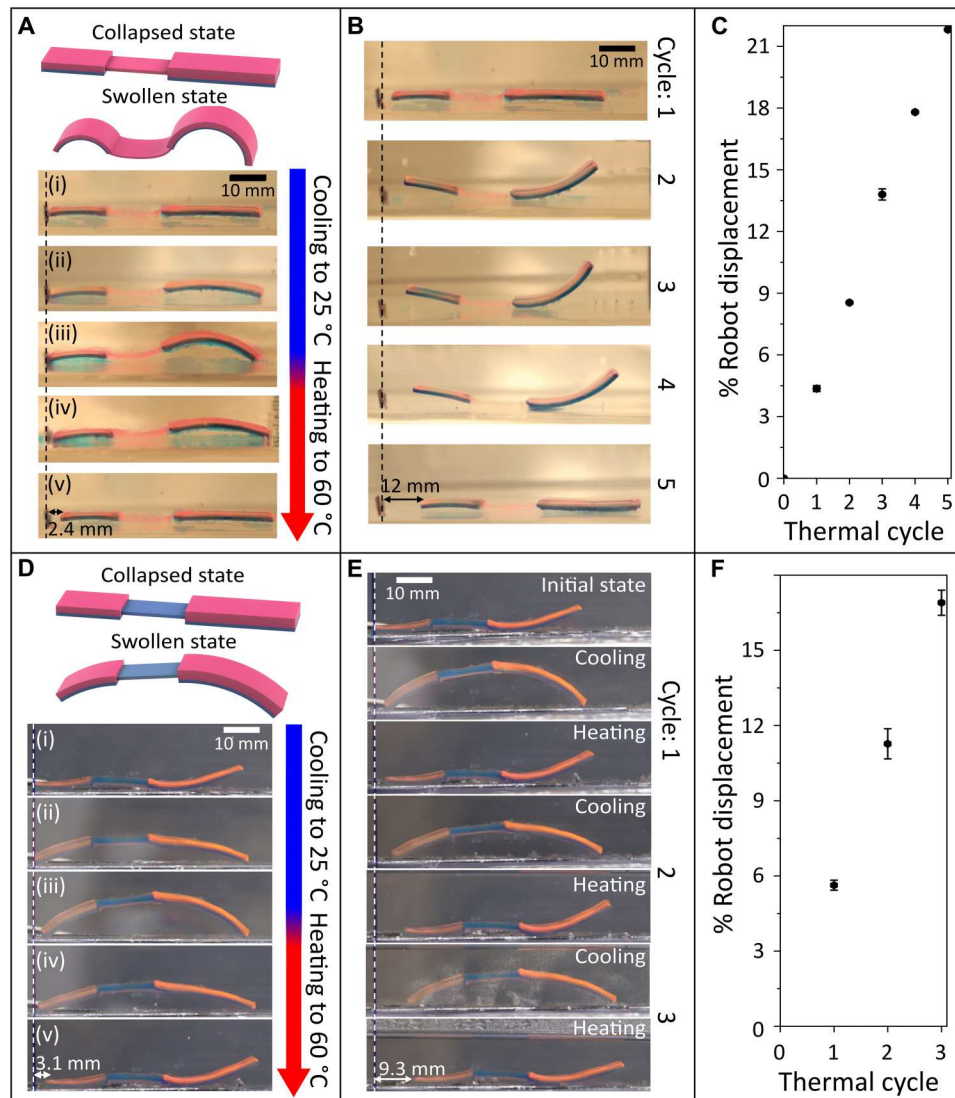 A
Collapsed state
Swollen state
(i)
10 mm
(ii)
(iii)
(iv)
(v)
2.4 mm
Cooling to 25 °C Heating to 60 °C
B
10 mm
Cycle: 1
2
3
4
5
12 mm
C
% Robot displacement
21
18
15
12
9
6
3
0
0 1 2 3 4 5
Thermal cycle
D
Collapsed state
Swollen state
(i)
10 mm
(ii)
(iii)
(iv)
(v)
3.1 mm
Cooling to 25 °C Heating to 60 °C
E
10 mm
Initial state
Cooling
Heating
Cooling
Heating
Cooling
Heating
9.3 mm
Cycle: 1
2
3
F
% Robot displacement
15
12
9
6
3
0
0 1 2 3
Thermal cycle